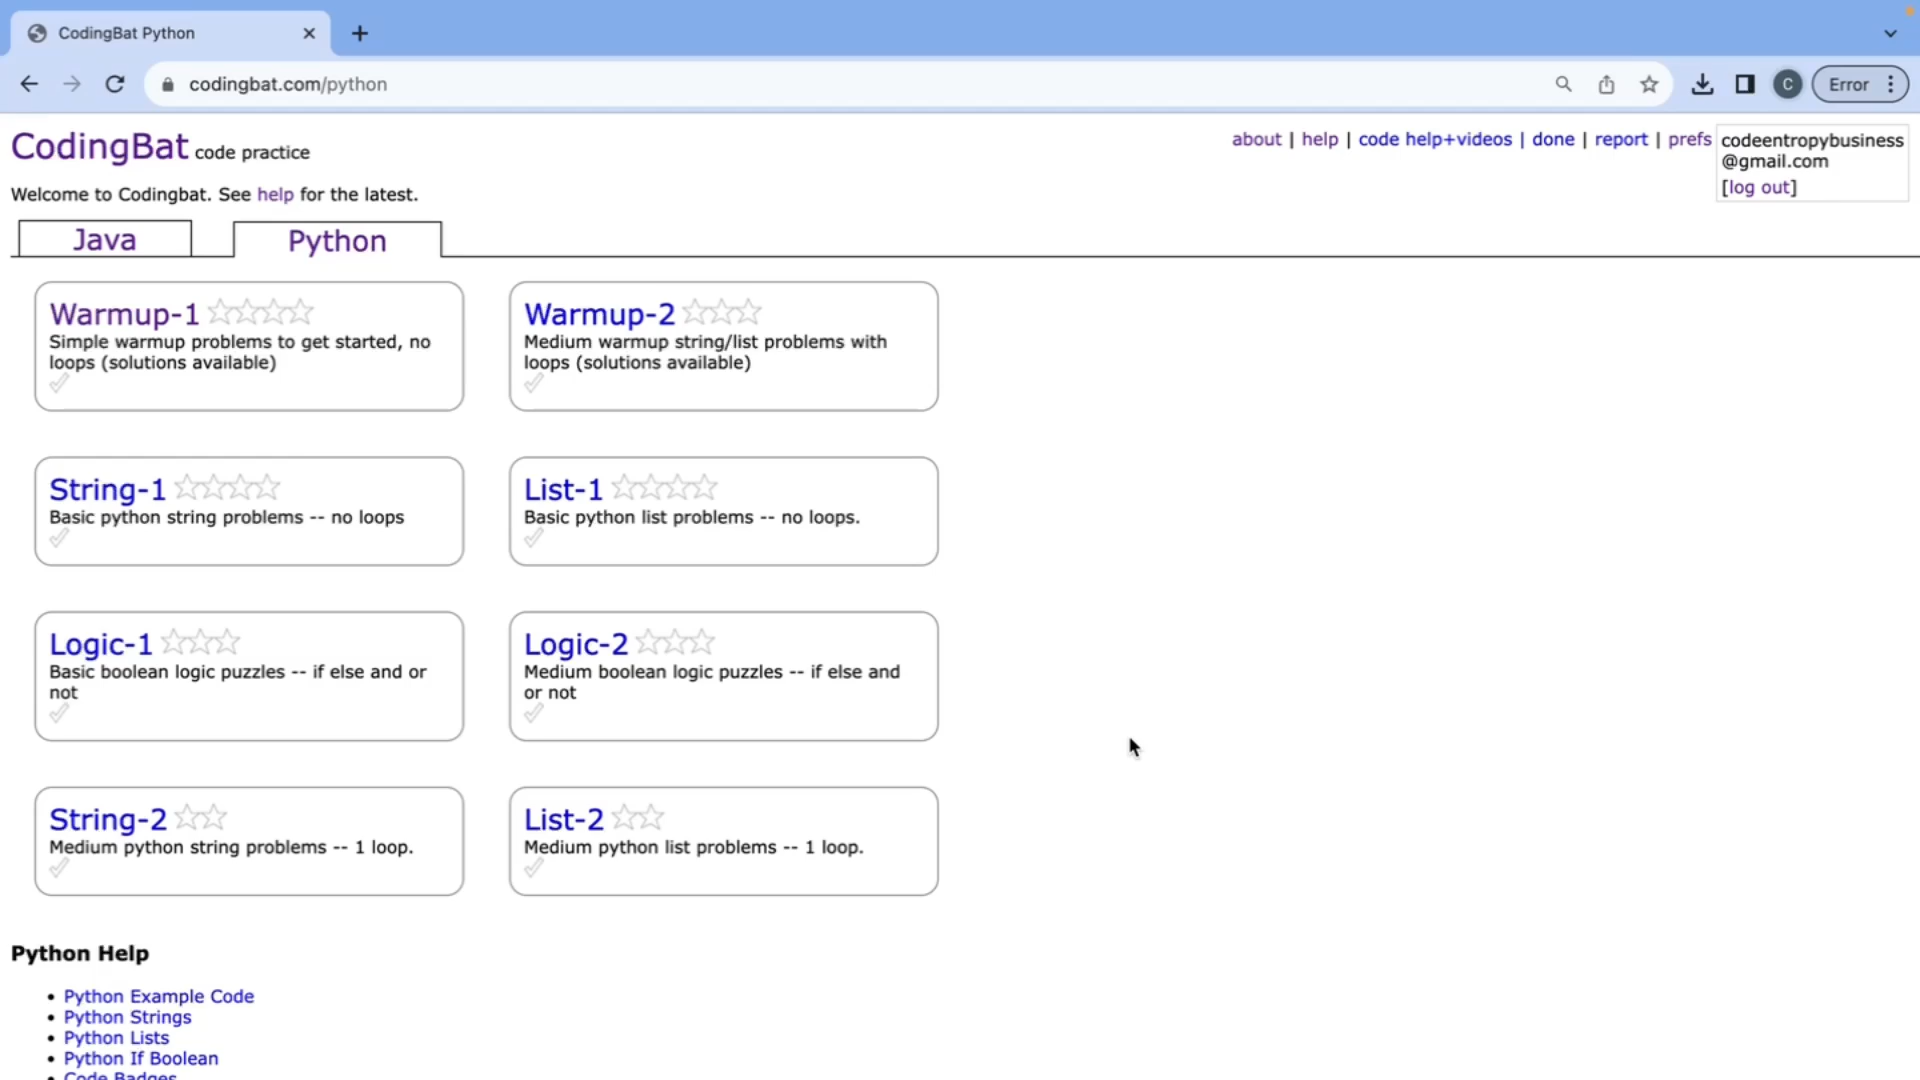 CodingBat Python
codingbat.com/python
C
Error
CodingBat code practice
about | help | code help+videos | done | report | prefs
codeentropybusiness
@gmail.com
[log out]
Welcome to Codingbat. See help for the latest.
Java
Python
Warmup-1
Simple warmup problems to get started, no
loops (solutions available)
Warmup-2
Medium warmup string/list problems with
loops (solutions available)
String-1
Basic python string problems -- no loops
List-1
Basic python list problems -- no loops.
Logic-1
Basic boolean logic puzzles -- if else and or
not
Logic-2
Medium boolean logic puzzles -- if else and
or not
String-2
Medium python string problems -- 1 loop.
List-2
Medium python list problems -- 1 loop.
Python Help
• Python Example Code
• Python Strings
• Python Lists
• Python If Boolean
• Code Badges